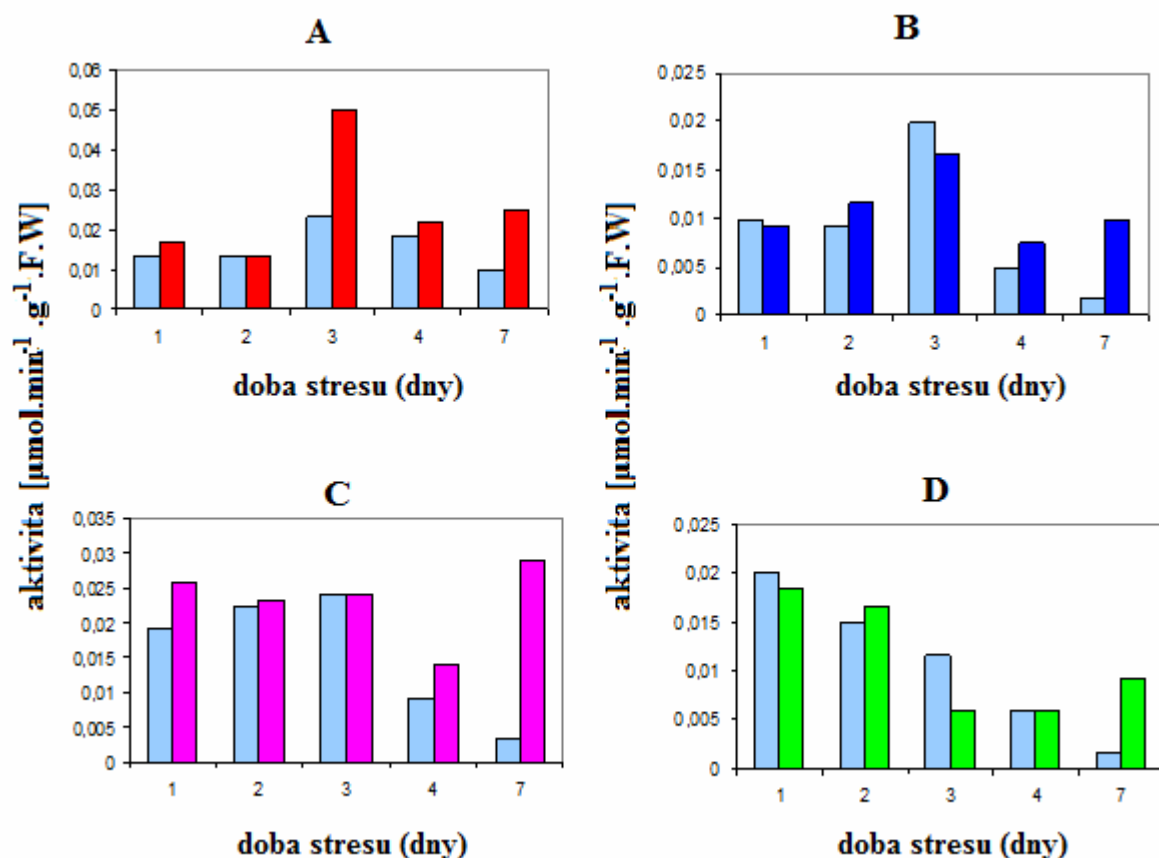 A
0,06
0,05
0,04
0,03
0,02
0,01
0
1 2 3 4 7
doba stresu (dny)
aktivita [µmol.min-1 .g-1.F.W]
B
0,025
0,02
0,015
0,01
0,005
0
1 2 3 4 7
doba stresu (dny)
aktivita [µmol.min-1 .g-1.F.W]
C
0,035
0,03
0,025
0,02
0,015
0,01
0,005
0
1 2 3 4 7
doba stresu (dny)
D
0,025
0,02
0,015
0,01
0,005
0
1 2 3 4 7
doba stresu (dny)